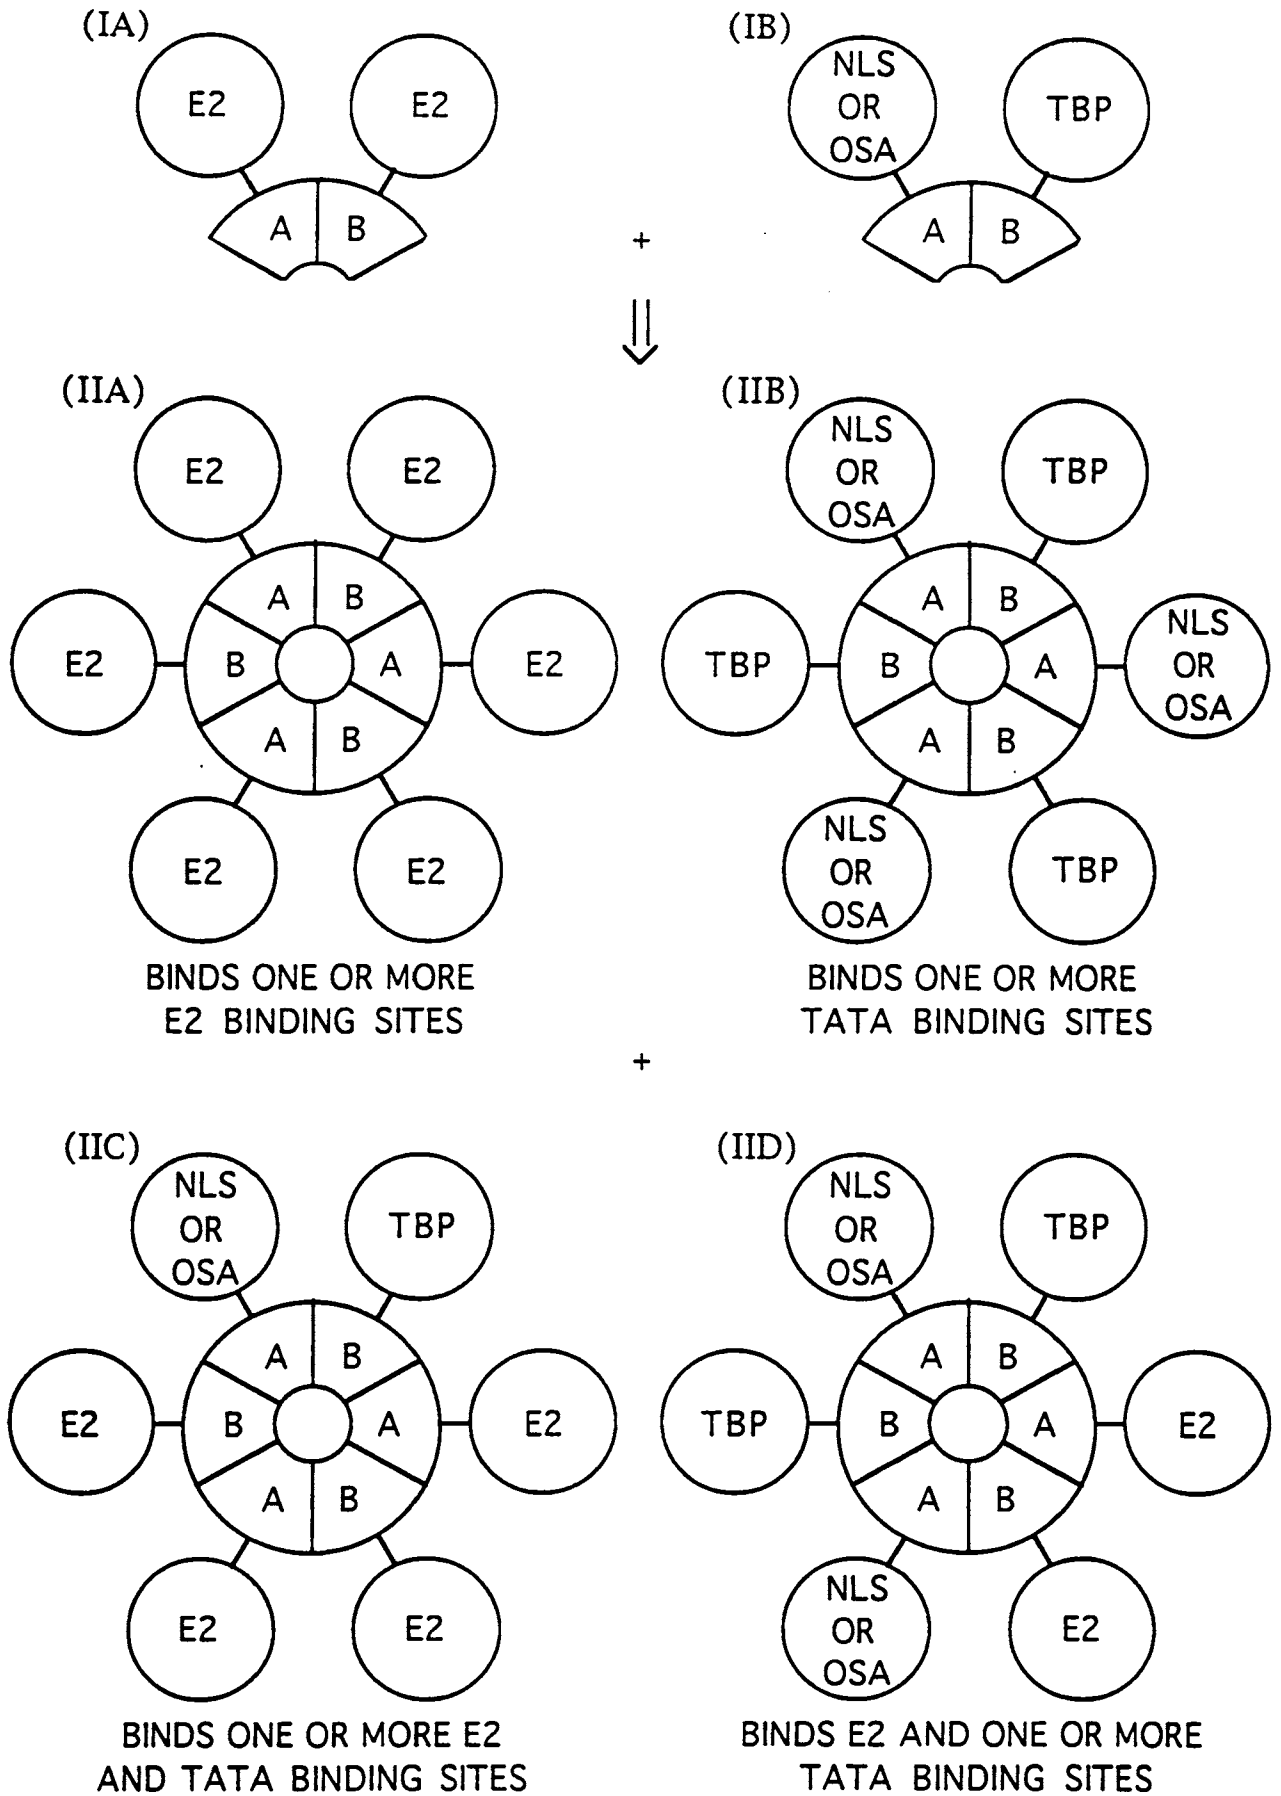 (IA)
E2
E2
A
B
+
(IB)
NLS
OR
OSA
TBP
A
B
(IIA)
E2
E2
A
B
E2
B
A
E2
A
B
E2
E2
BINDS ONE OR MORE
E2 BINDING SITES
(IIB)
NLS
OR
OSA
TBP
A
B
TBP
B
A
NLS
OR
OSA
A
B
NLS
OR
OSA
TBP
BINDS ONE OR MORE
TATA BINDING SITES
+
(IIC)
NLS
OR
OSA
TBP
A
B
E2
B
A
E2
A
B
E2
E2
BINDS ONE OR MORE E2
AND TATA BINDING SITES
(IID)
NLS
OR
OSA
TBP
A
B
TBP
B
A
E2
A
B
NLS
OR
OSA
E2
BINDS E2 AND ONE OR MORE
TATA BINDING SITES